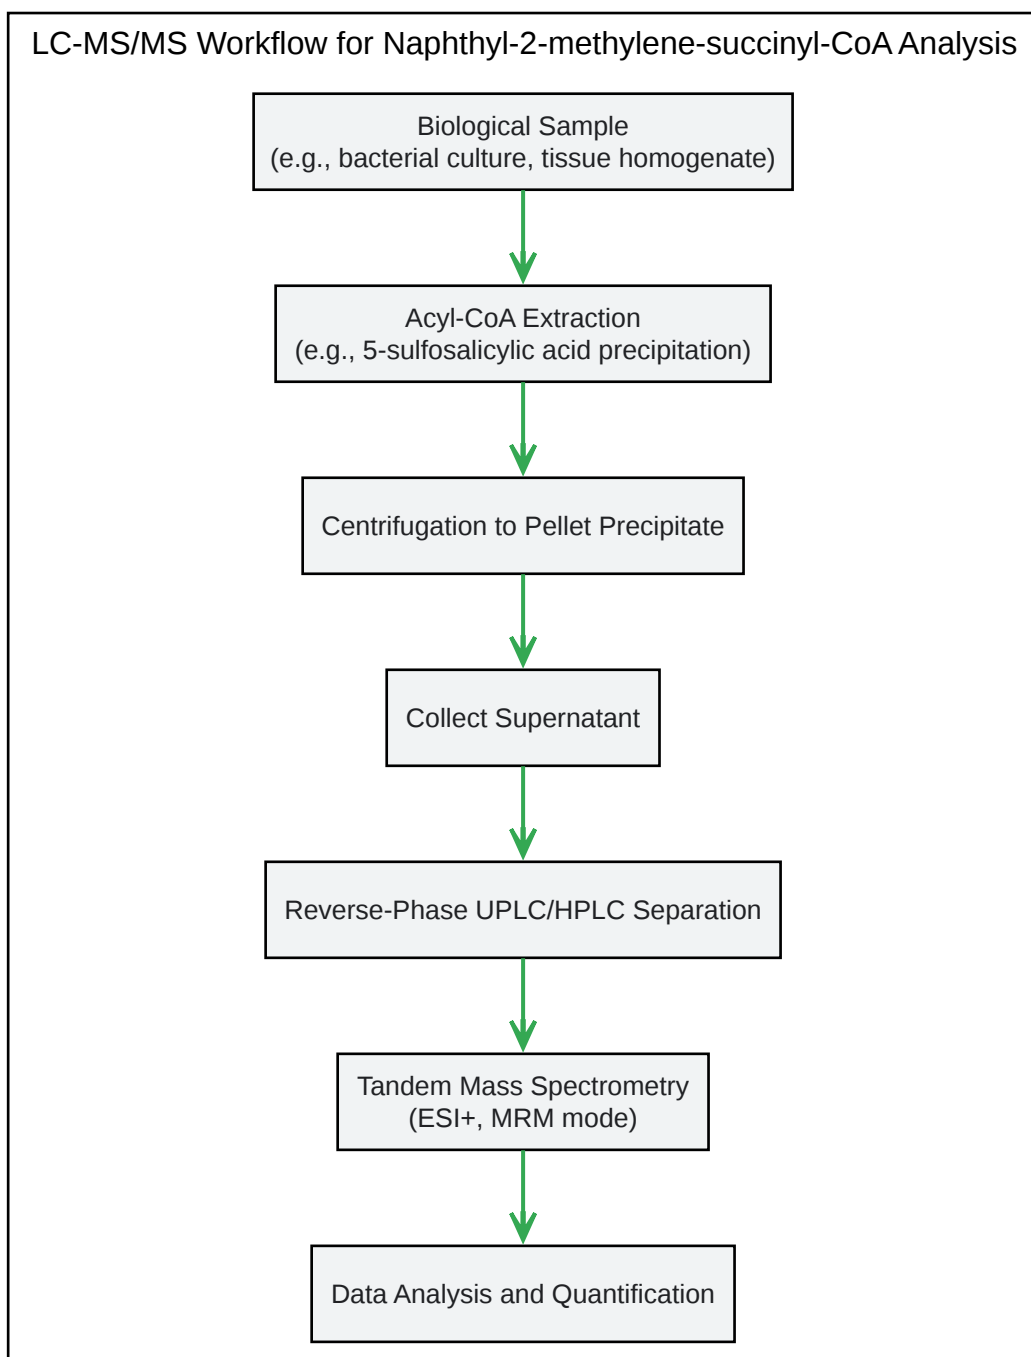 LC-MS/MS Workflow for Naphthyl-2-methylene-succinyl-CoA Analysis
Biological Sample
(e.g., bacterial culture, tissue homogenate)
Acyl-CoA Extraction
(e.g., 5-sulfosalicylic acid precipitation)
Centrifugation to Pellet Precipitate
Collect Supernatant
Reverse-Phase UPLC/HPLC Separation
Tandem Mass Spectrometry
(ESI+, MRM mode)
Data Analysis and Quantification